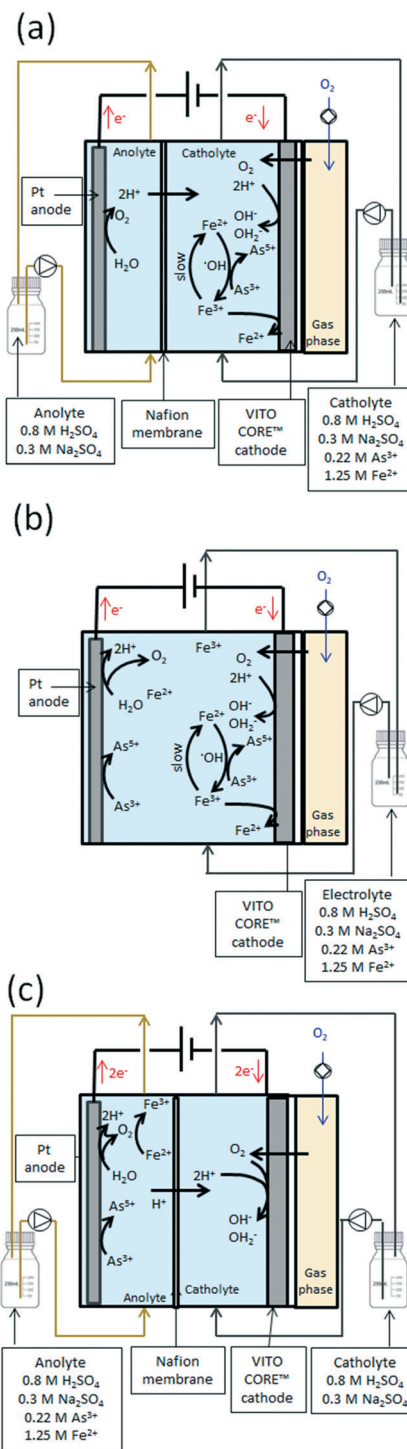 (a)
O₂
e⁻
e⁻
Anolyte
Catholyte
O₂
Pt
anode
2H⁺
2H⁺
O₂
OH⁻
OH₂⁻
Fe²⁺
As⁵⁺
slow
·OH
H₂O
As³⁺
Fe³⁺
Fe²⁺
Gas
phase
Anolyte
0.8 M H₂SO₄
0.3 M Na₂SO₄
Nafion
membrane
VITO
CORE™
cathode
Catholyte
0.8 M H₂SO₄
0.3 M Na₂SO₄
0.22 M As³⁺
1.25 M Fe²⁺
(b)
O₂
e⁻
e⁻
2H⁺
O₂
Fe³⁺
O₂
Pt
anode
2H⁺
H₂O
Fe²⁺
OH⁻
OH₂⁻
Fe²⁺
As⁵⁺
As⁵⁺
slow
·OH
As³⁺
As³⁺
Fe³⁺
Fe²⁺
Gas
phase
VITO
CORE™
cathode
Electrolyte
0.8 M H₂SO₄
0.3 M Na₂SO₄
0.22 M As³⁺
1.25 M Fe²⁺
(c)
O₂
2e⁻
2e⁻
Fe³⁺
2H⁺
O₂
Pt
anode
Fe²⁺
O₂
H₂O
H⁺
2H⁺
As⁵⁺
OH⁻
OH₂⁻
As³⁺
Anolyte
Catholyte
Gas
phase
Anolyte
0.8 M H₂SO₄
0.3 M Na₂SO₄
0.22 M As³⁺
1.25 M Fe²⁺
Nafion
membrane
VITO
CORE™
cathode
Catholyte
0.8 M H₂SO₄
0.3 M Na₂SO₄